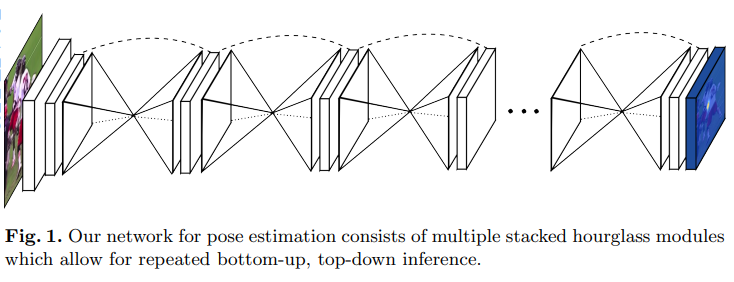 Fig. 1. Our network for pose estimation consists of multiple stacked hourglass modules
which allow for repeated bottom-up, top-down inference.